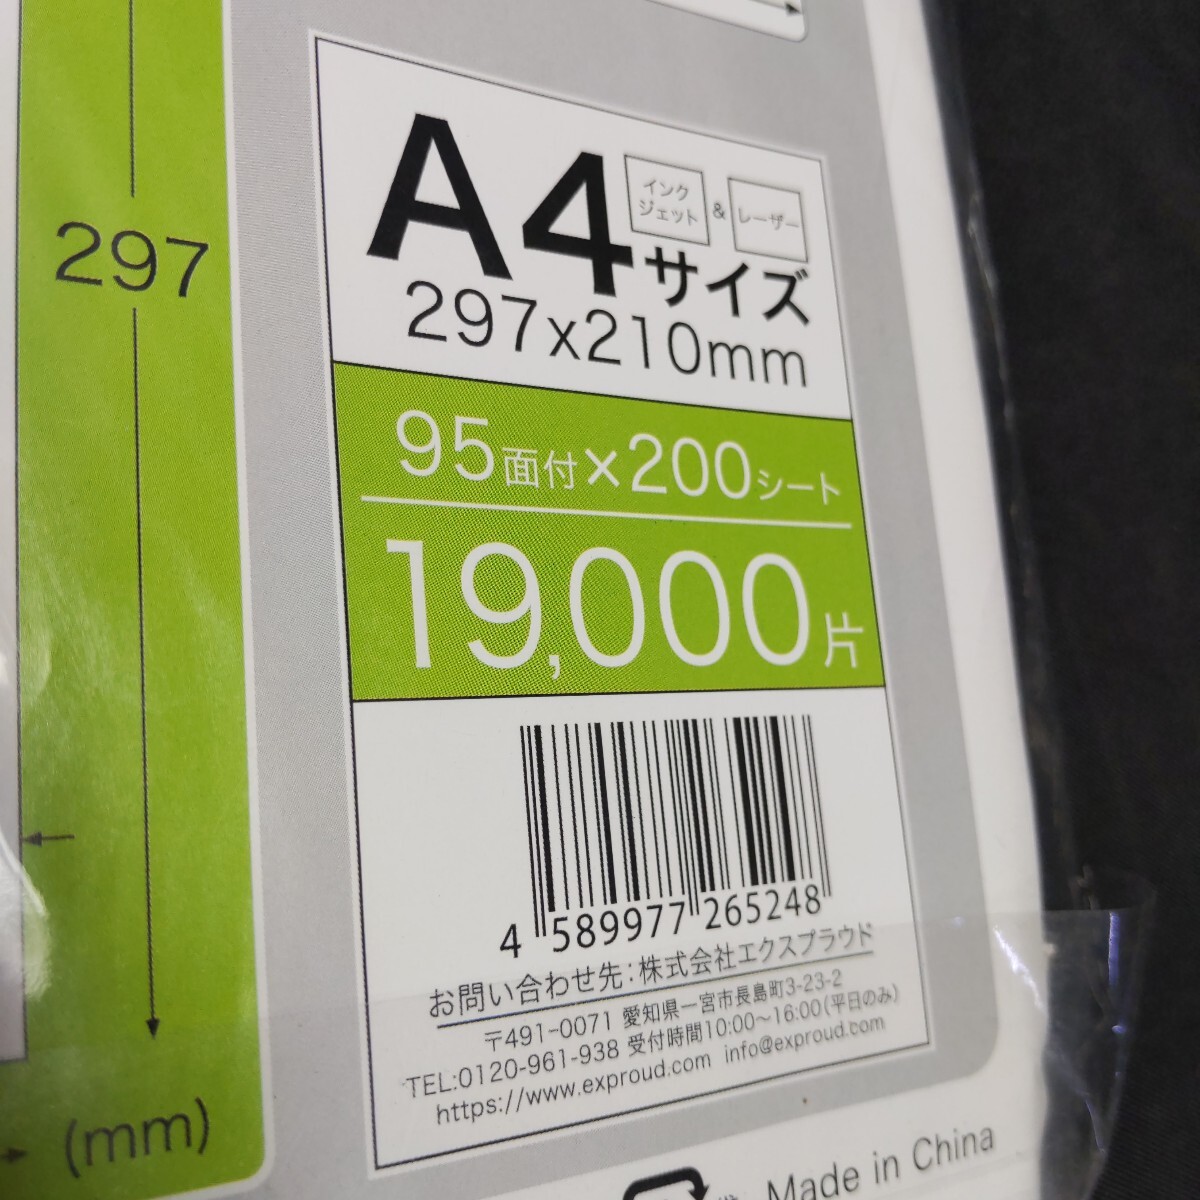 297
(mm)
A4サイズ
インク
ジェット & レーザー
297x210mm
95面付×200シート
19,000片
4 589977 265248
お問い合わせ先：株式会社エクスプラウド
〒491-0071 愛知県一宮市長島町3-23-2
TEL:0120-961-938 受付時間10:00〜16:00(平日のみ)
https://www.exproud.com info@exproud.com
Made in China